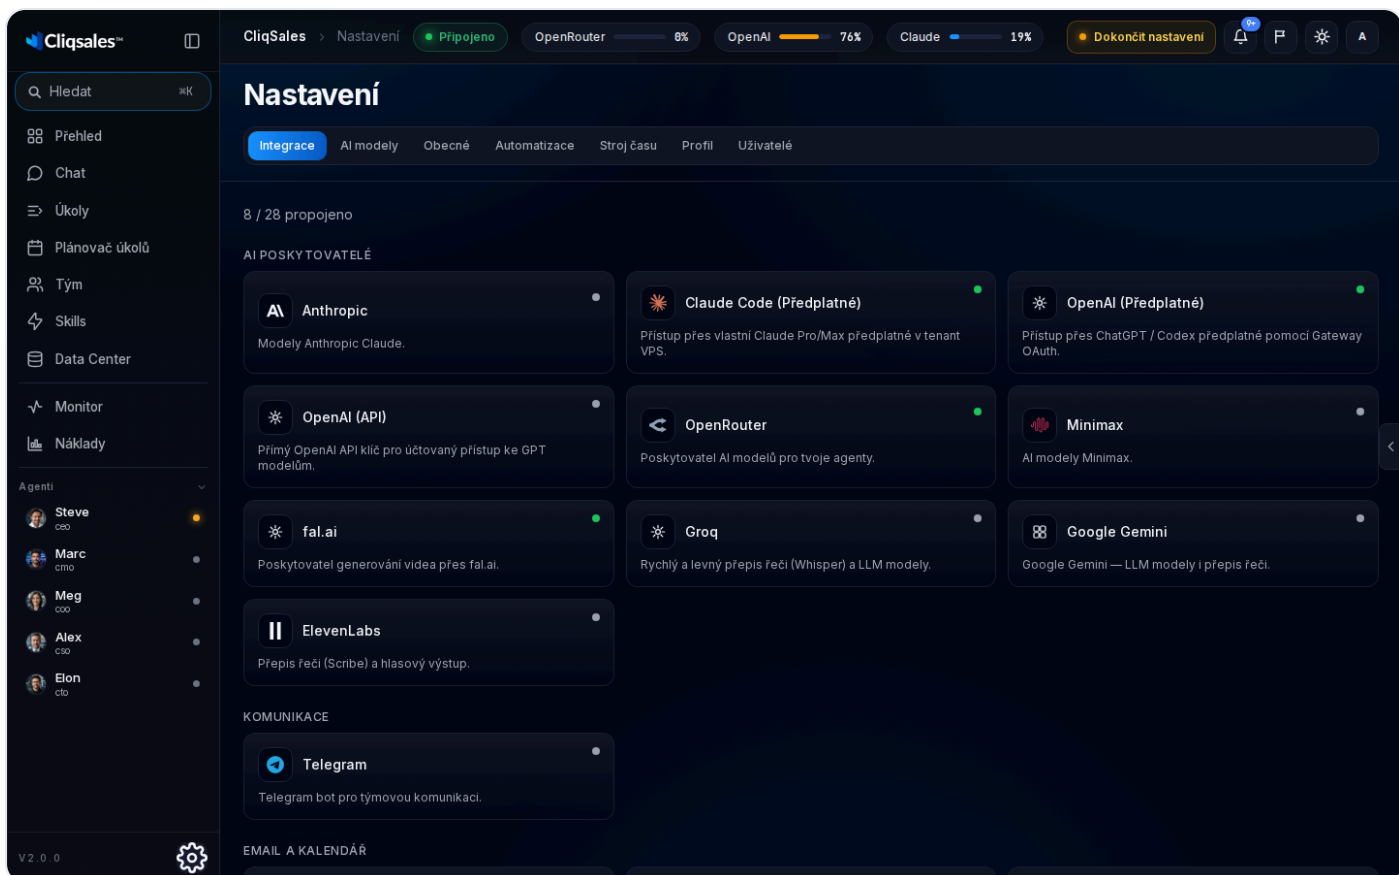 Cliqsales™
Hledat ⌘K
Přehled
Chat
Úkoly
Plánovač úkolů
Tým
Skills
Data Center
Monitor
Náklady
Agenti
Steve
ceo
Marc
cmo
Meg
coo
Alex
cso
Elon
cto
V2.0.0
CliqSales › Nastavení
Připojeno
OpenRouter 0%
OpenAI 76%
Claude 19%
Dokončit nastavení
9+
A
Nastavení
Integrace
AI modely
Obecné
Automatizace
Stroj času
Profil
Uživatelé
8 / 28 propojeno
AI POSKYTOVATELÉ
Anthropic
Modely Anthropic Claude.
Claude Code (Předplatné)
Přístup přes vlastní Claude Pro/Max předplatné v tenant
VPS.
OpenAI (Předplatné)
Přístup přes ChatGPT / Codex předplatné pomocí Gateway
OAuth.
OpenAI (API)
Přímý OpenAI API klíč pro účtovaný přístup ke GPT
modelům.
OpenRouter
Poskytovatel AI modelů pro tvoje agenty.
Minimax
AI modely Minimax.
fal.ai
Poskytovatel generování videa přes fal.ai.
Groq
Rychlý a levný přepis řeči (Whisper) a LLM modely.
Google Gemini
Google Gemini — LLM modely i přepis řeči.
ElevenLabs
Přepis řeči (Scribe) a hlasový výstup.
KOMUNIKACE
Telegram
Telegram bot pro týmovou komunikaci.
EMAIL A KALENDÁŘ